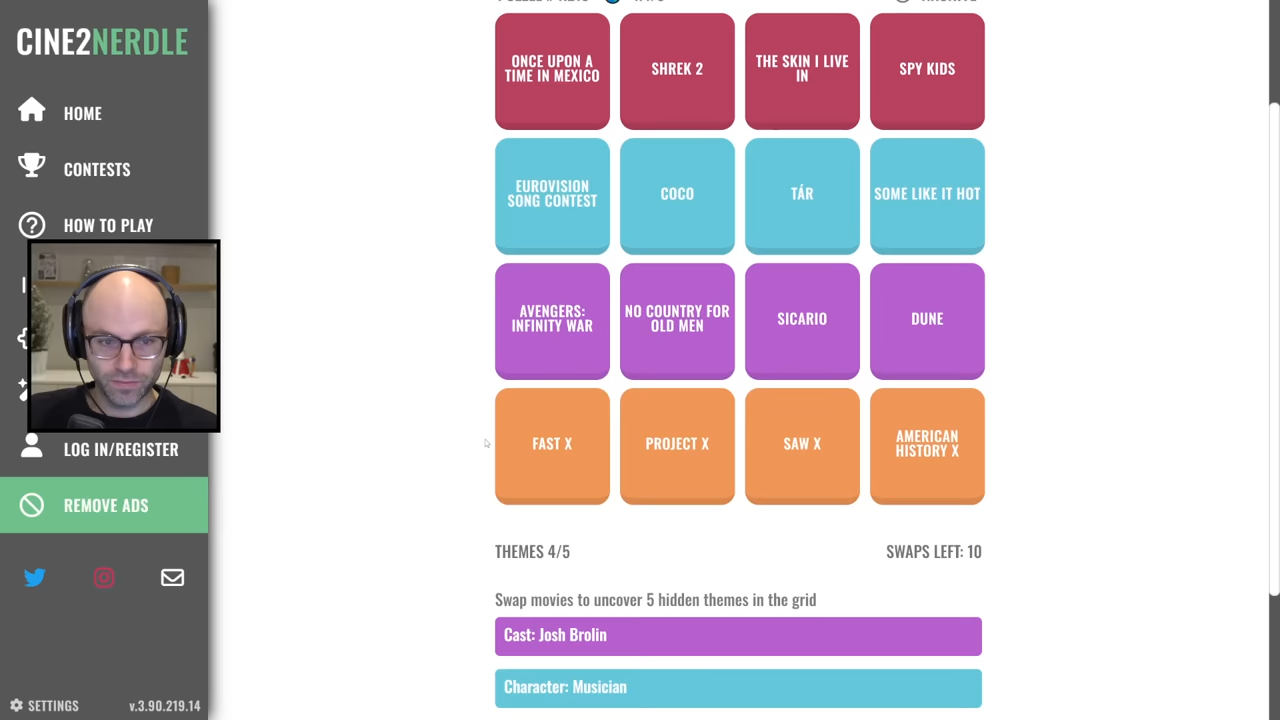 CINE2NERDLE
HOME
CONTESTS
HOW TO PLAY
LOG IN/REGISTER
REMOVE ADS
SETTINGS
v.3.90.219.14
ONCE UPON A
TIME IN MEXICO
SHREK 2
THE SKIN I LIVE
IN
SPY KIDS
EUROVISION
SONG CONTEST
COCO
TÁR
SOME LIKE IT HOT
AVENGERS:
INFINITY WAR
NO COUNTRY FOR
OLD MEN
SICARIO
DUNE
FAST X
PROJECT X
SAW X
AMERICAN
HISTORY X
THEMES 4/5
SWAPS LEFT: 10
Swap movies to uncover 5 hidden themes in the grid
Cast: Josh Brolin
Character: Musician